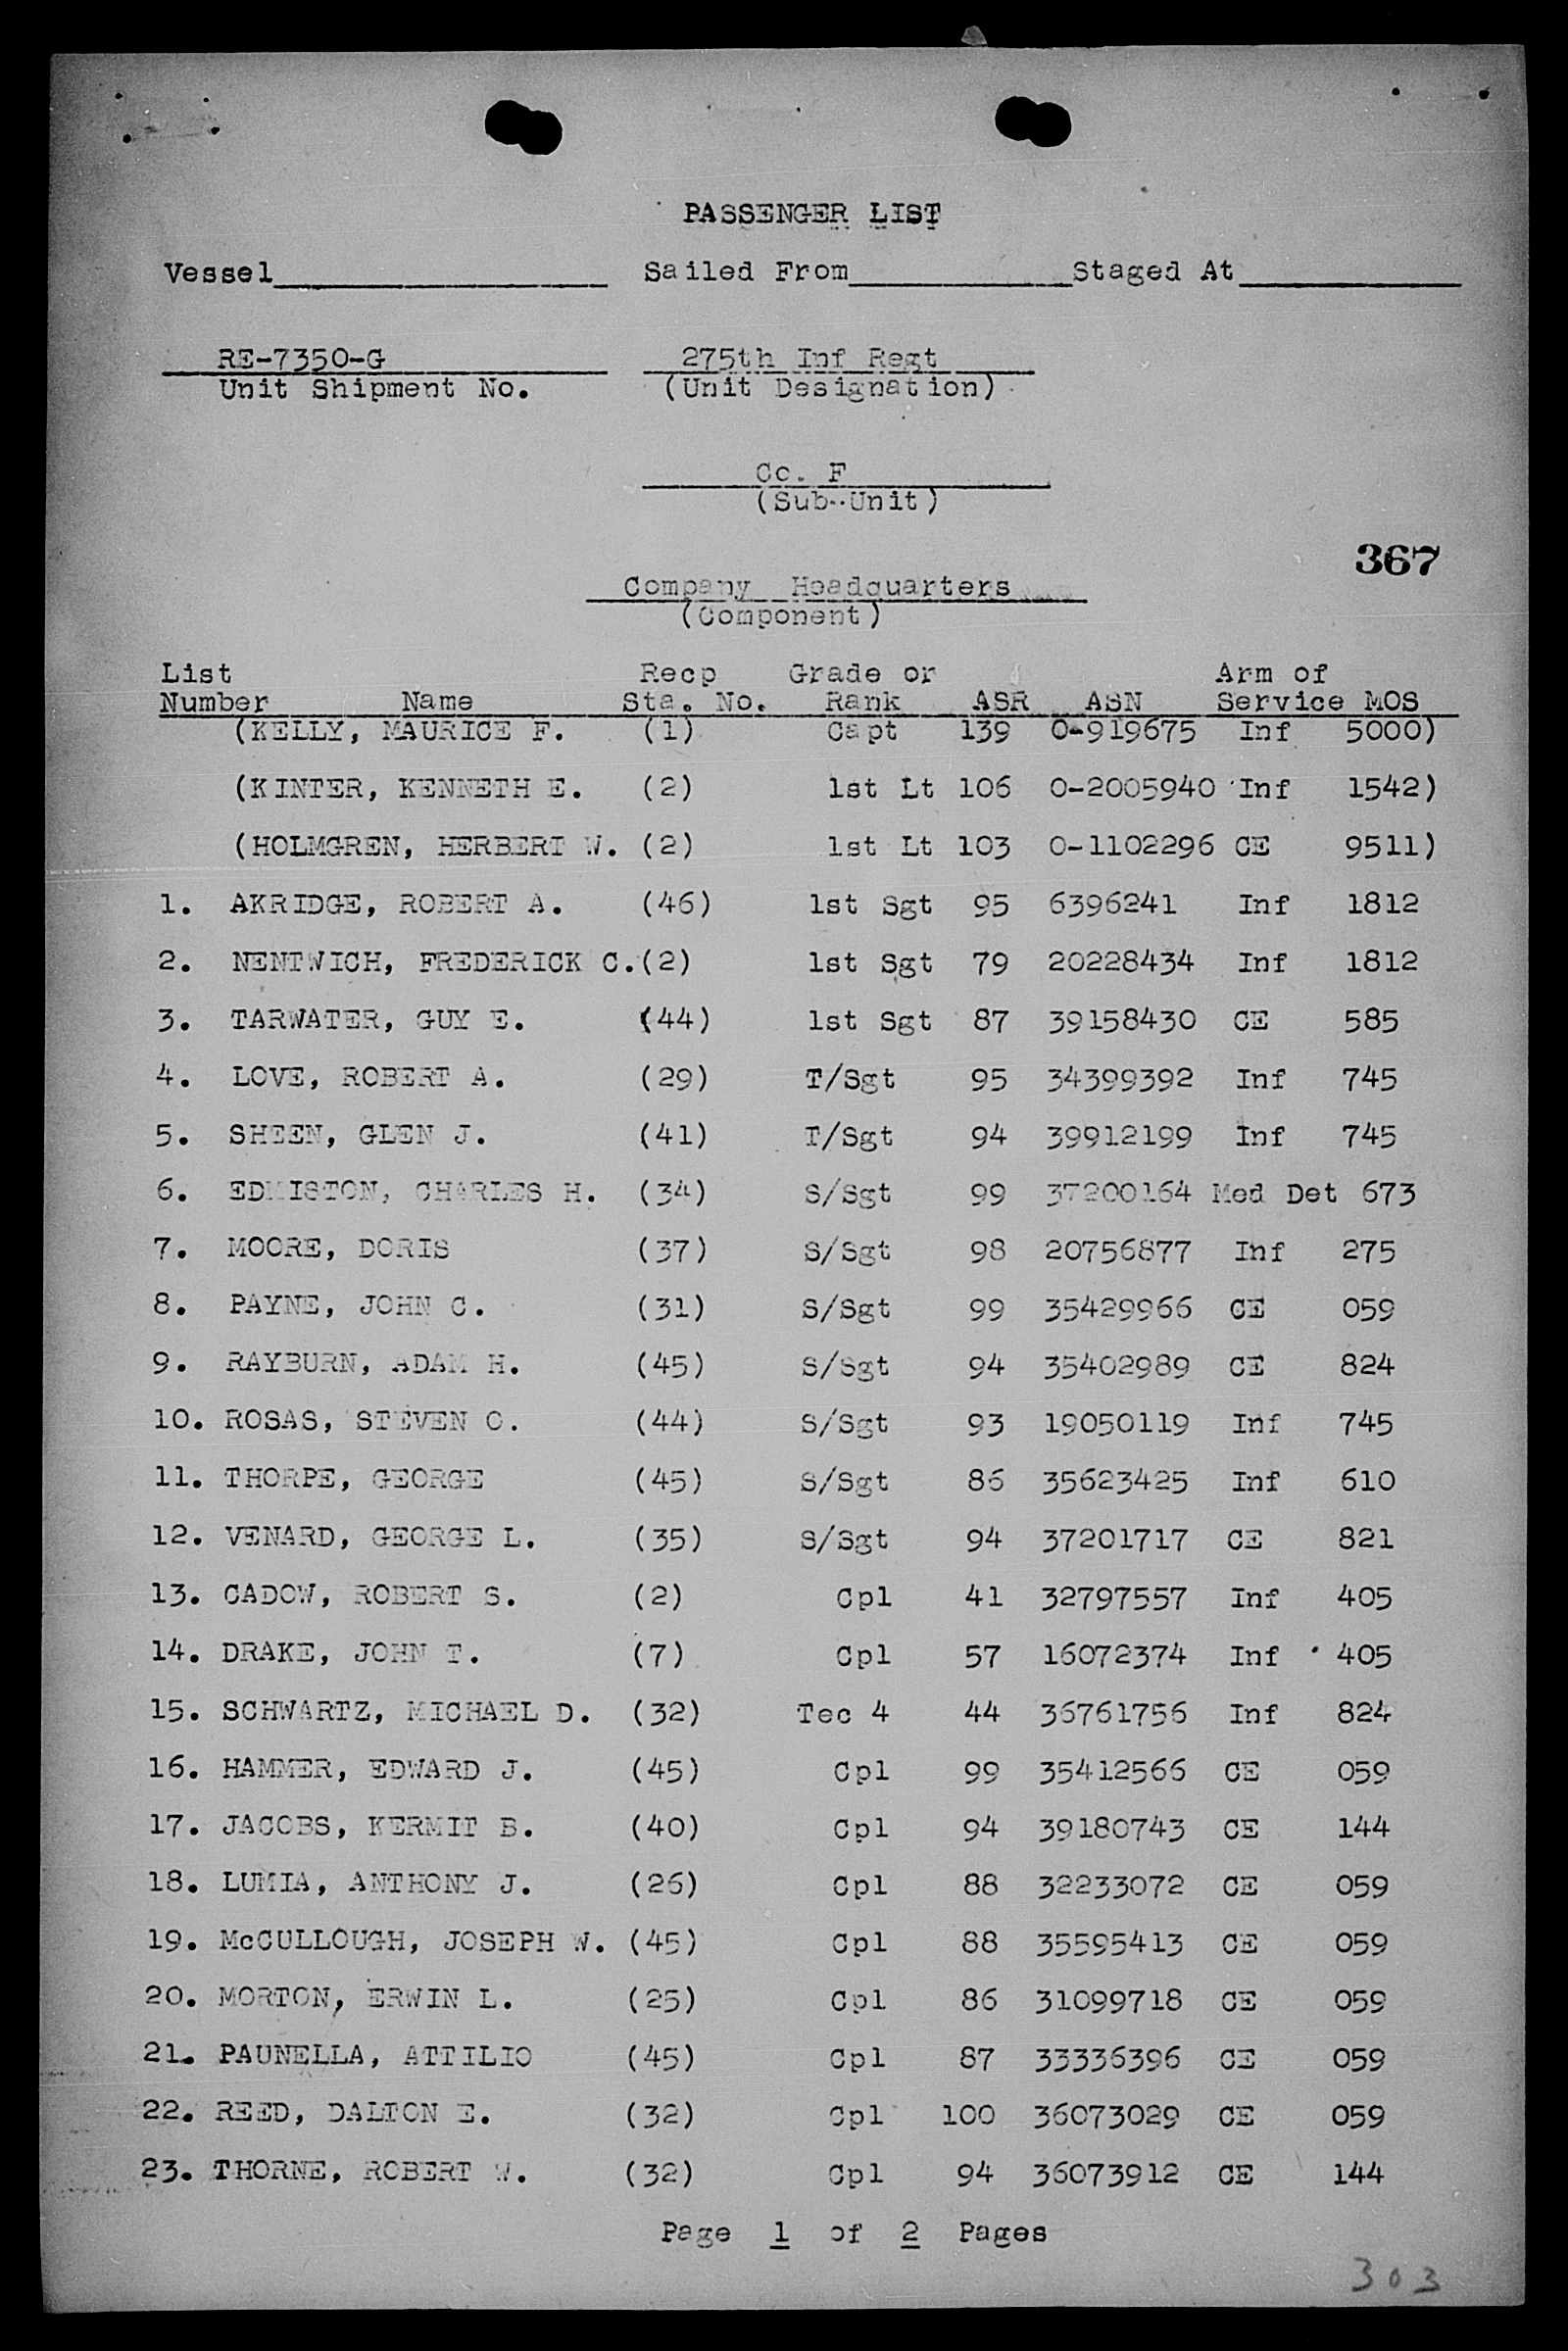 PASSENGER LIST
Vessel Sailed From Staged At
RE-7350-G 275th Inf Regt
Unit Shipment No. (Unit Designation)
Co. F
(Sub-Unit)
367
Company Headquarters
(Component)
List Recp Grade or Arm of
Number Name Sta. No. Rank ASR ASN Service MOS
(KELLY, MAURICE F. (1) Capt 139 O-919675 Inf 5000)
(KINTER, KENNETH E. (2) 1st Lt 106 O-2005940 Inf 1542)
(HOLMGREN, HERBERT W. (2) 1st Lt 103 O-1102296 CE 9511)
1. AKRIDGE, ROBERT A. (46) 1st Sgt 95 6396241 Inf 1812
2. NENTWICH, FREDERICK C. (2) 1st Sgt 79 20228434 Inf 1812
3. TARWATER, GUY E. (44) 1st Sgt 87 39158430 CE 585
4. LOVE, ROBERT A. (29) T/Sgt 95 34399392 Inf 745
5. SHEEN, GLEN J. (41) T/Sgt 94 39912199 Inf 745
6. EDMISTON, CHARLES H. (34) S/Sgt 99 37200164 Med Det 673
7. MOORE, DORIS (37) S/Sgt 98 20756877 Inf 275
8. PAYNE, JOHN C. (31) S/Sgt 99 35429966 CE 059
9. RAYBURN, ADAM H. (45) S/Sgt 94 35402989 CE 824
10. ROSAS, STEVEN C. (44) S/Sgt 93 19050119 Inf 745
11. THORPE, GEORGE (45) S/Sgt 86 35623425 Inf 610
12. VENARD, GEORGE L. (35) S/Sgt 94 37201717 CE 821
13. CADOW, ROBERT S. (2) Cpl 41 32797557 Inf 405
14. DRAKE, JOHN T. (7) Cpl 57 16072374 Inf 405
15. SCHWARTZ, MICHAEL D. (32) Tec 4 44 36761756 Inf 824
16. HAMMER, EDWARD J. (45) Cpl 99 35412566 CE 059
17. JACOBS, KERMIT B. (40) Cpl 94 39180743 CE 144
18. LUMIA, ANTHONY J. (26) Cpl 88 32233072 CE 059
19. McCULLOUGH, JOSEPH W. (45) Cpl 88 35595413 CE 059
20. MORTON, ERWIN L. (25) Cpl 86 31099718 CE 059
21. PAUNELLA, ATTILIO (45) Cpl 87 33336396 CE 059
22. REED, DALTON E. (32) Cpl 100 36073029 CE 059
23. THORNE, ROBERT W. (32) Cpl 94 36073912 CE 144
Page 1 of 2 Pages
303